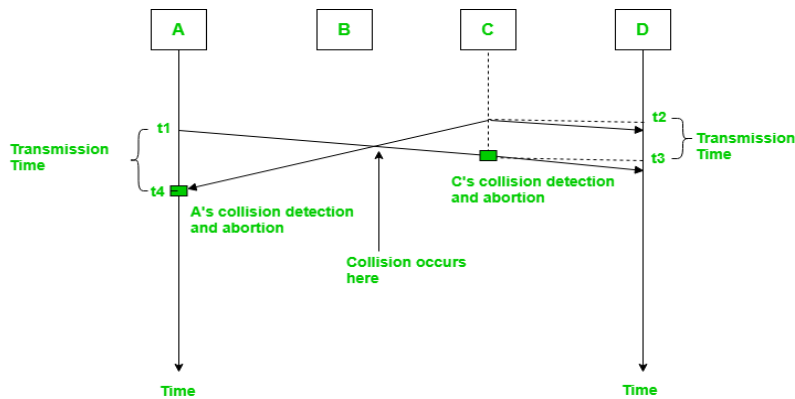 A
B
C
D
t1
t2
Transmission
Time
Transmission
Time
t3
t4
A's collision detection
and abortion
C's collision detection
and abortion
Collision occurs
here
Time
Time